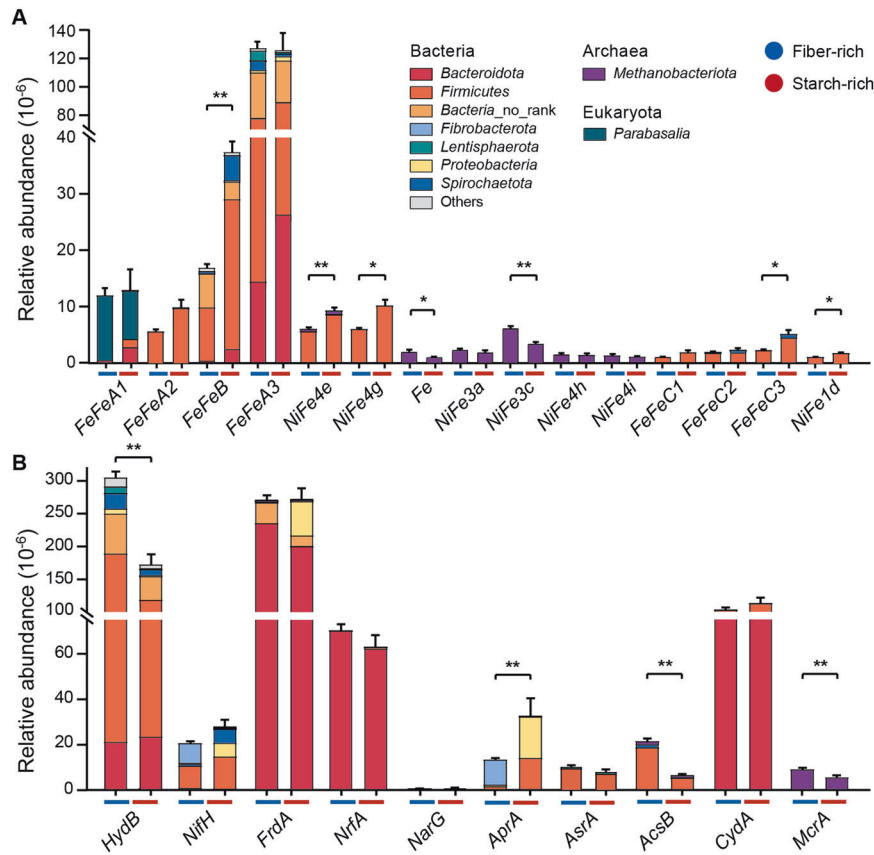 A
Relative abundance (10-6)
140
120
100
80
60
40
30
20
10
0
Bacteria
Bacteroidota
Firmicutes
Bacteria_no_rank
Fibrobacterota
Lentisphaerota
Proteobacteria
Spirochaetota
Others
Archaea
Methanobacteriota
Eukaryota
Parabasalia
Fiber-rich
Starch-rich
** ** * * ** * *
FeFeA1 FeFeA2 FeFeB FeFeA3 NiFe4e NiFe4g Fe NiFe3a NiFe3c NiFe4h NiFe4i FeFeC1 FeFeC2 FeFeC3 NiFe1d
B
Relative abundance (10-6)
300
250
200
150
100
60
40
20
0
** ** ** **
HydB NifH FrdA NrfA NarG AprA AsrA AcsB CydA McrA